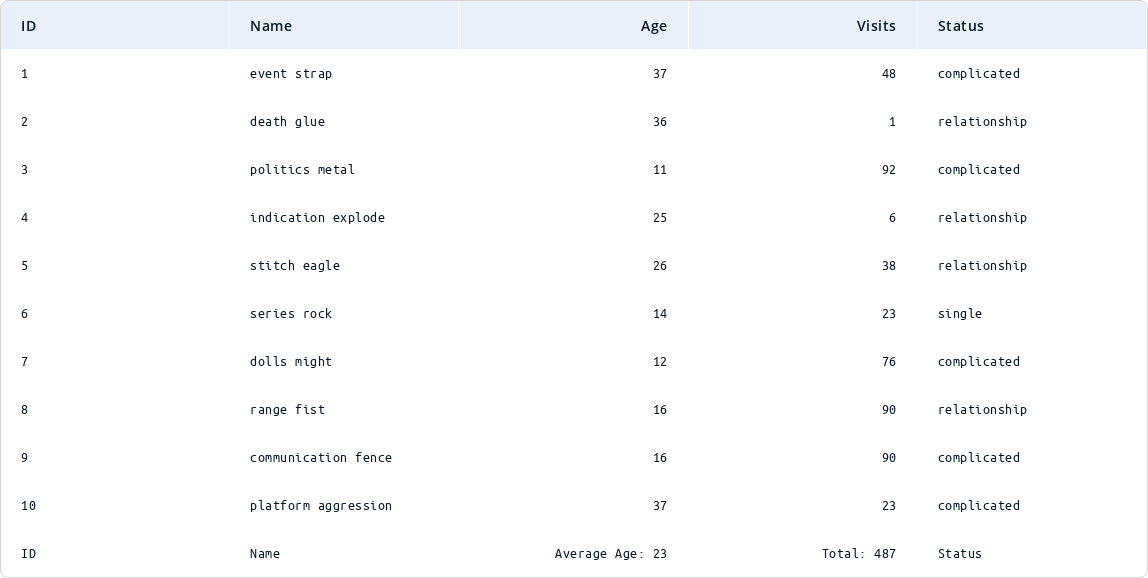 ID Name Age Visits Status
1 event strap 37 48 complicated
2 death glue 36 1 relationship
3 politics metal 11 92 complicated
4 indication explode 25 6 relationship
5 stitch eagle 26 38 relationship
6 series rock 14 23 single
7 dolls might 12 76 complicated
8 range fist 16 90 relationship
9 communication fence 16 90 complicated
10 platform aggression 37 23 complicated
ID Name Average Age: 23 Total: 487 Status